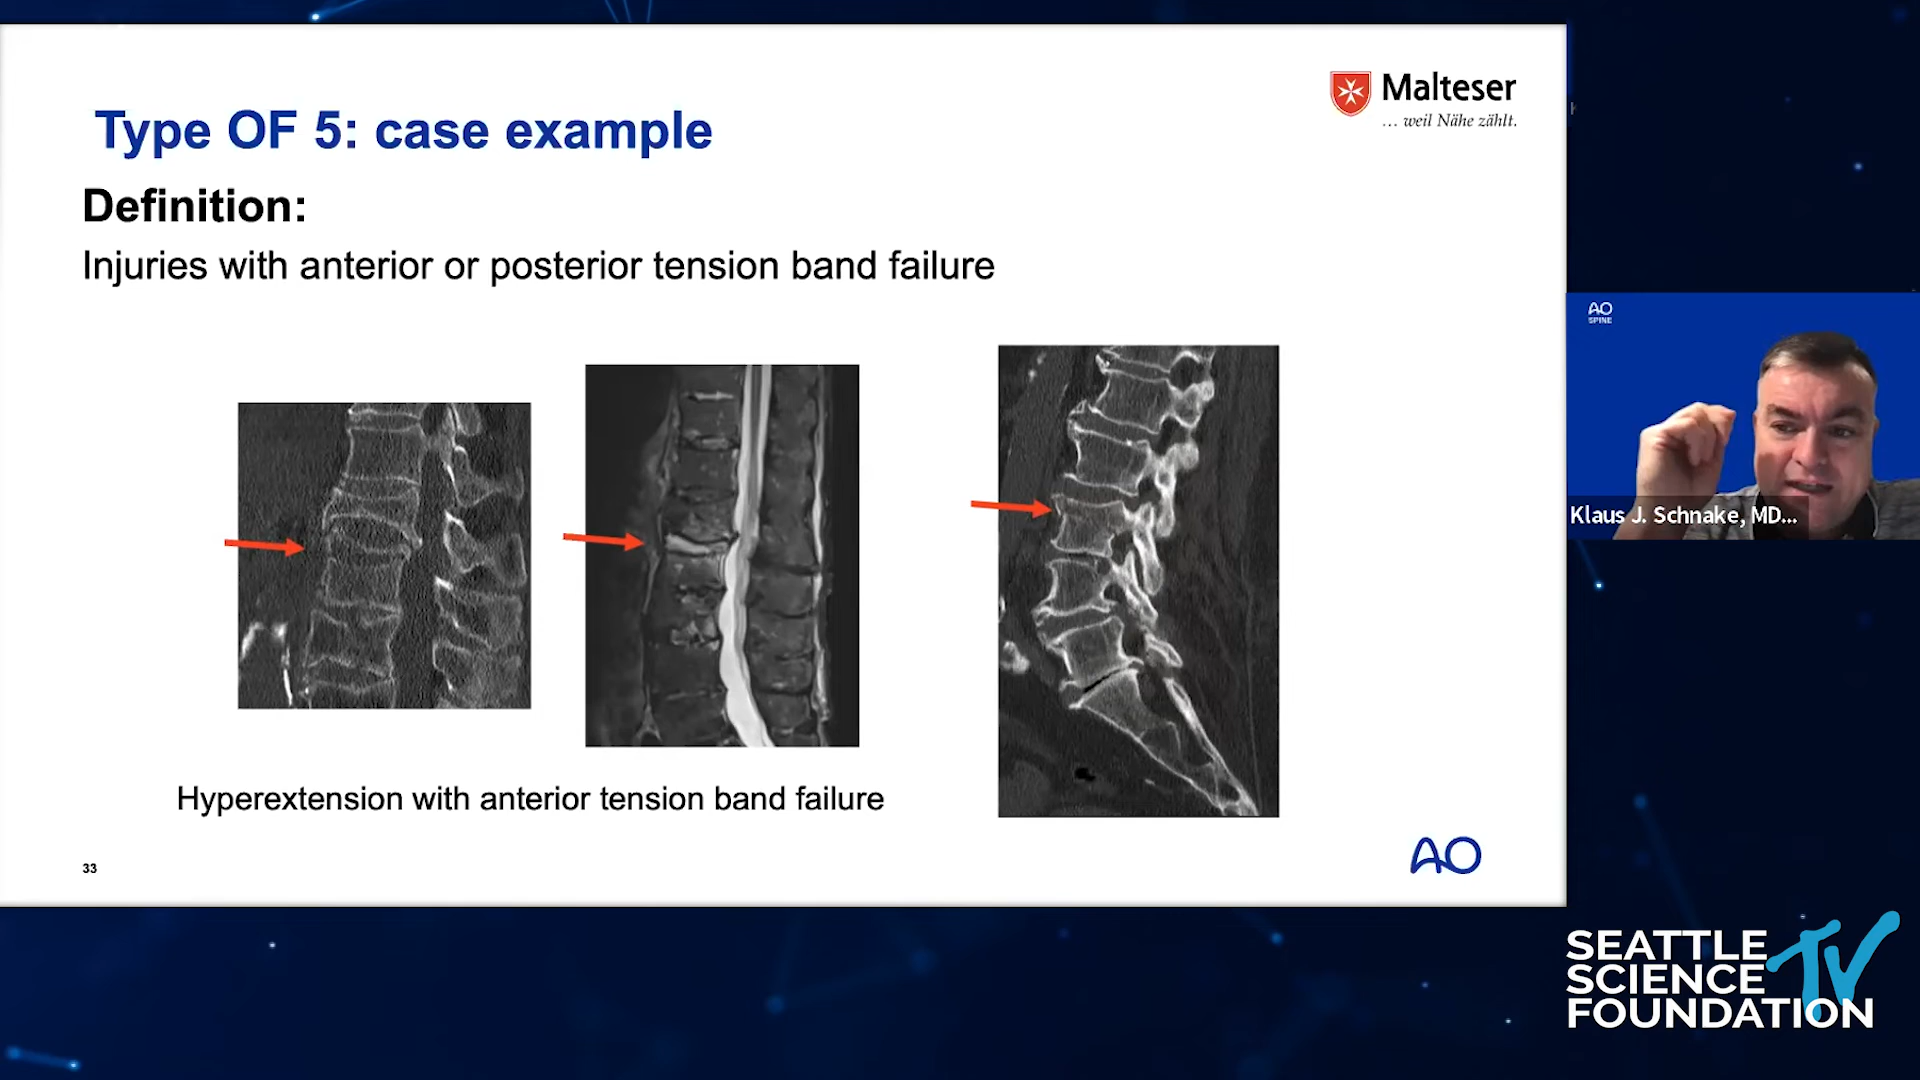 Malteser
... weil Nähe zählt.
Type OF 5: case example
Definition:
Injuries with anterior or posterior tension band failure
Hyperextension with anterior tension band failure
33
AO
AO
SPINE
Klaus J. Schnake, MD...
SEATTLE
SCIENCE
FOUNDATION
TV